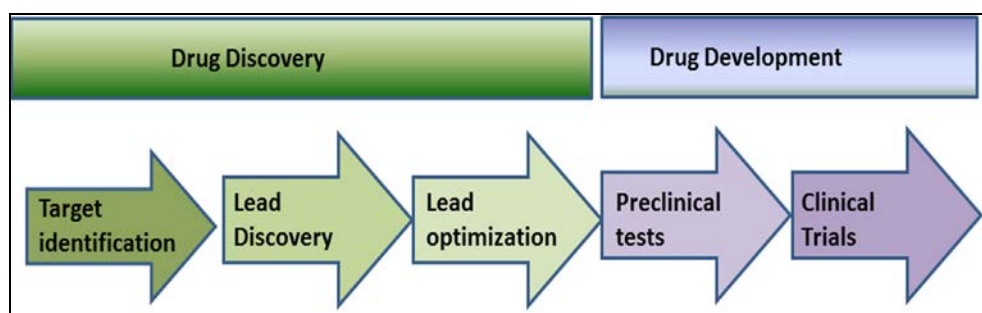 Drug Discovery
Drug Development
Target
identification
Lead
Discovery
Lead
optimization
Preclinical
tests
Clinical
Trials